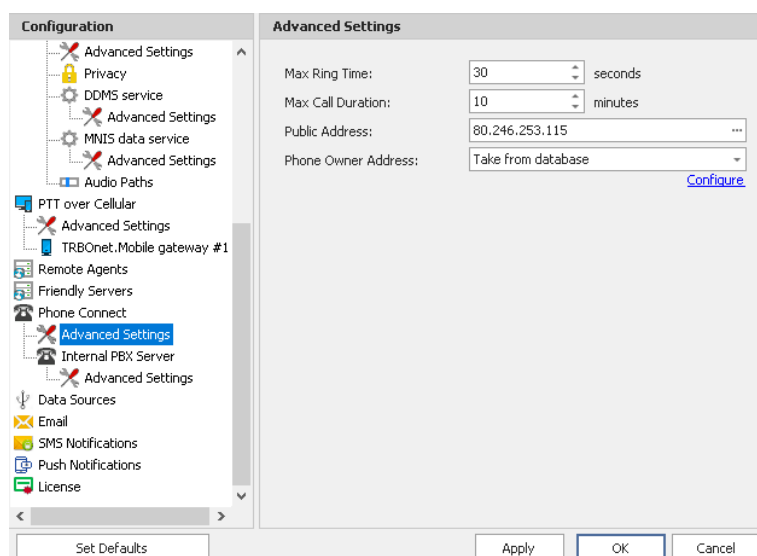 Configuration
Advanced Settings
Privacy
DDMS service
Advanced Settings
MNIS data service
Advanced Settings
Audio Paths
PTT over Cellular
Advanced Settings
TRBOnet.Mobile gateway #1
Remote Agents
Friendly Servers
Phone Connect
Advanced Settings
Internal PBX Server
Advanced Settings
Data Sources
Email
SMS Notifications
Push Notifications
License
Set Defaults
Advanced Settings
Max Ring Time: 30 seconds
Max Call Duration: 10 minutes
Public Address: 80.246.253.115 ...
Phone Owner Address: Take from database
Configure
Apply OK Cancel